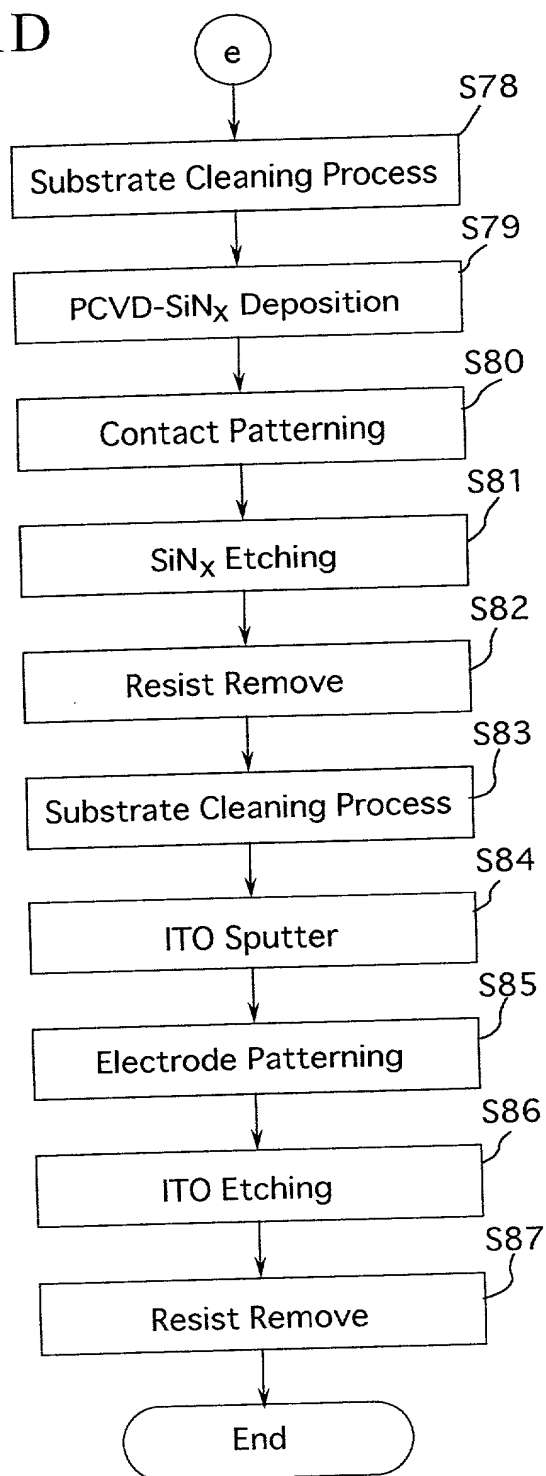 D
e
S78
Substrate Cleaning Process
S79
PCVD-SiNx Deposition
S80
Contact Patterning
S81
SiNx Etching
S82
Resist Remove
S83
Substrate Cleaning Process
S84
ITO Sputter
S85
Electrode Patterning
S86
ITO Etching
S87
Resist Remove
End